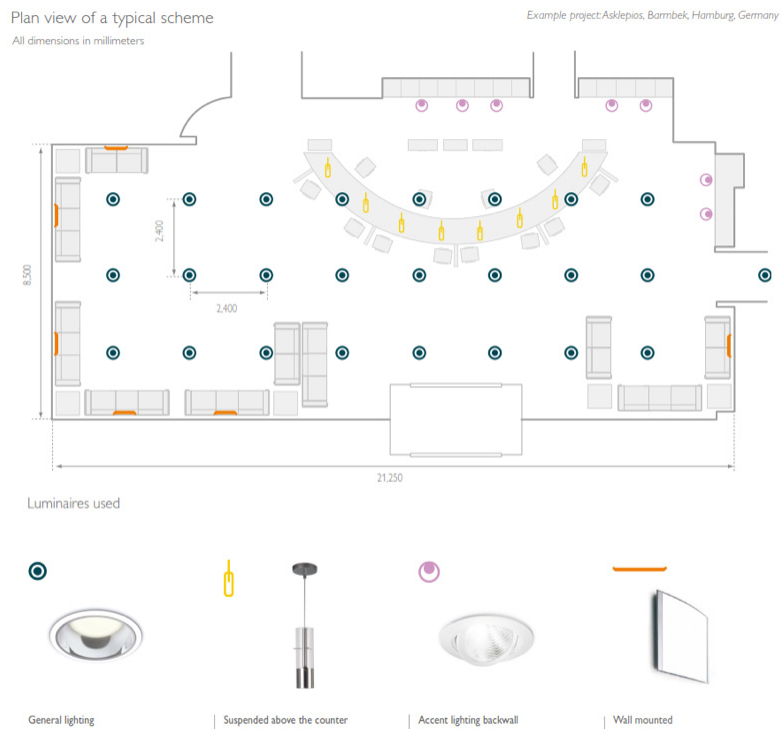 Plan view of a typical scheme
Example project: Asklepios, Barmbek, Hamburg, Germany
All dimensions in millimeters
2,400
8,500
2,400
21,250
Luminaires used
General lighting
Suspended above the counter
Accent lighting backwall
Wall mounted